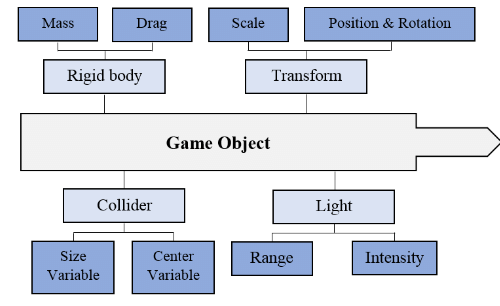 Mass
Drag
Scale
Position & Rotation
Rigid body
Transform
Game Object
Collider
Light
Size
Variable
Center
Variable
Range
Intensity